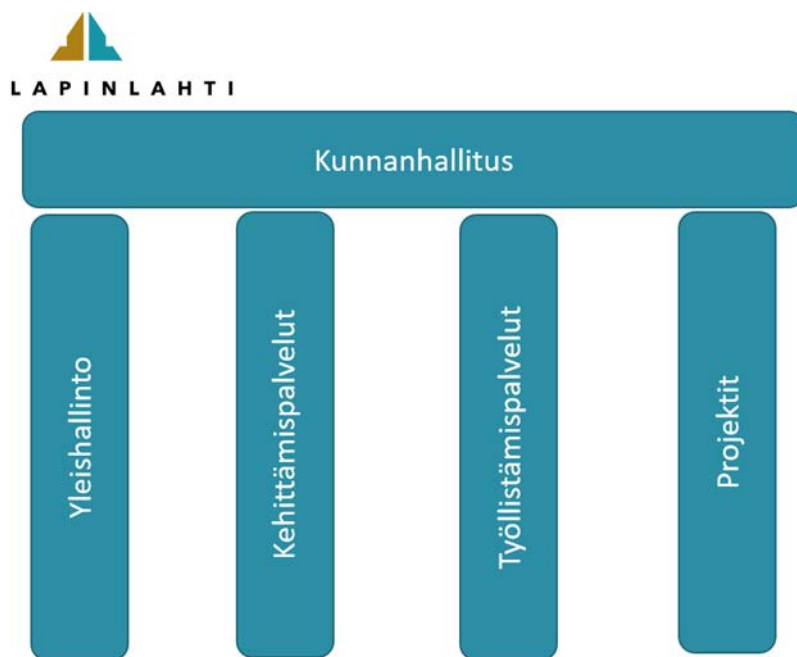 LAPINLAHTI
Kunnanhallitus
Yleishallinto
Kehittämispalvelut
Työllistämispalvelut
Projektit